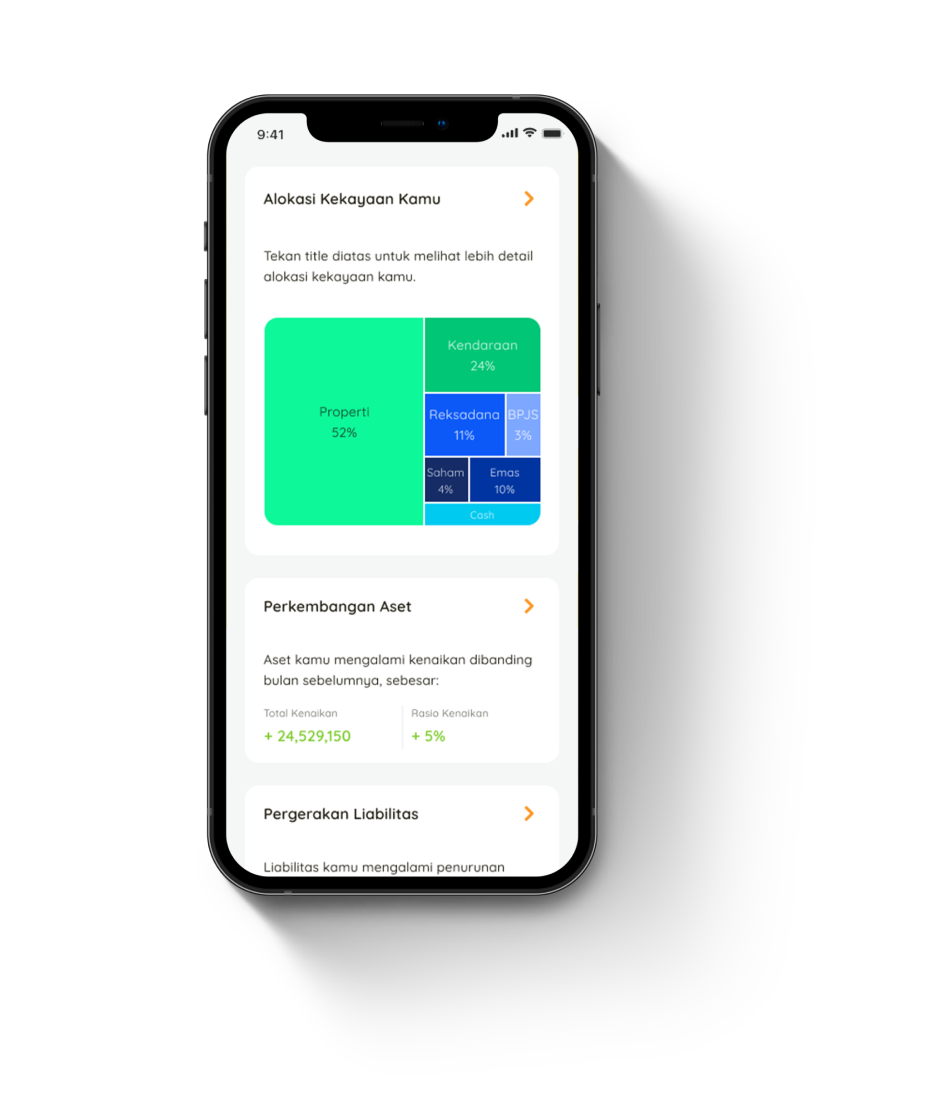 9:41
Alokasi Kekayaan Kamu
Tekan title diatas untuk melihat lebih detail
alokasi kekayaan kamu.
Properti
52%
Kendaraan
24%
Reksadana
11%
BPJS
3%
Saham
4%
Emas
10%
Cash
Perkembangan Aset
Aset kamu mengalami kenaikan dibanding
bulan sebelumnya, sebesar:
Total Kenaikan
+ 24,529,150
Rasio Kenaikan
+ 5%
Pergerakan Liabilitas
Liabilitas kamu mengalami penurunan